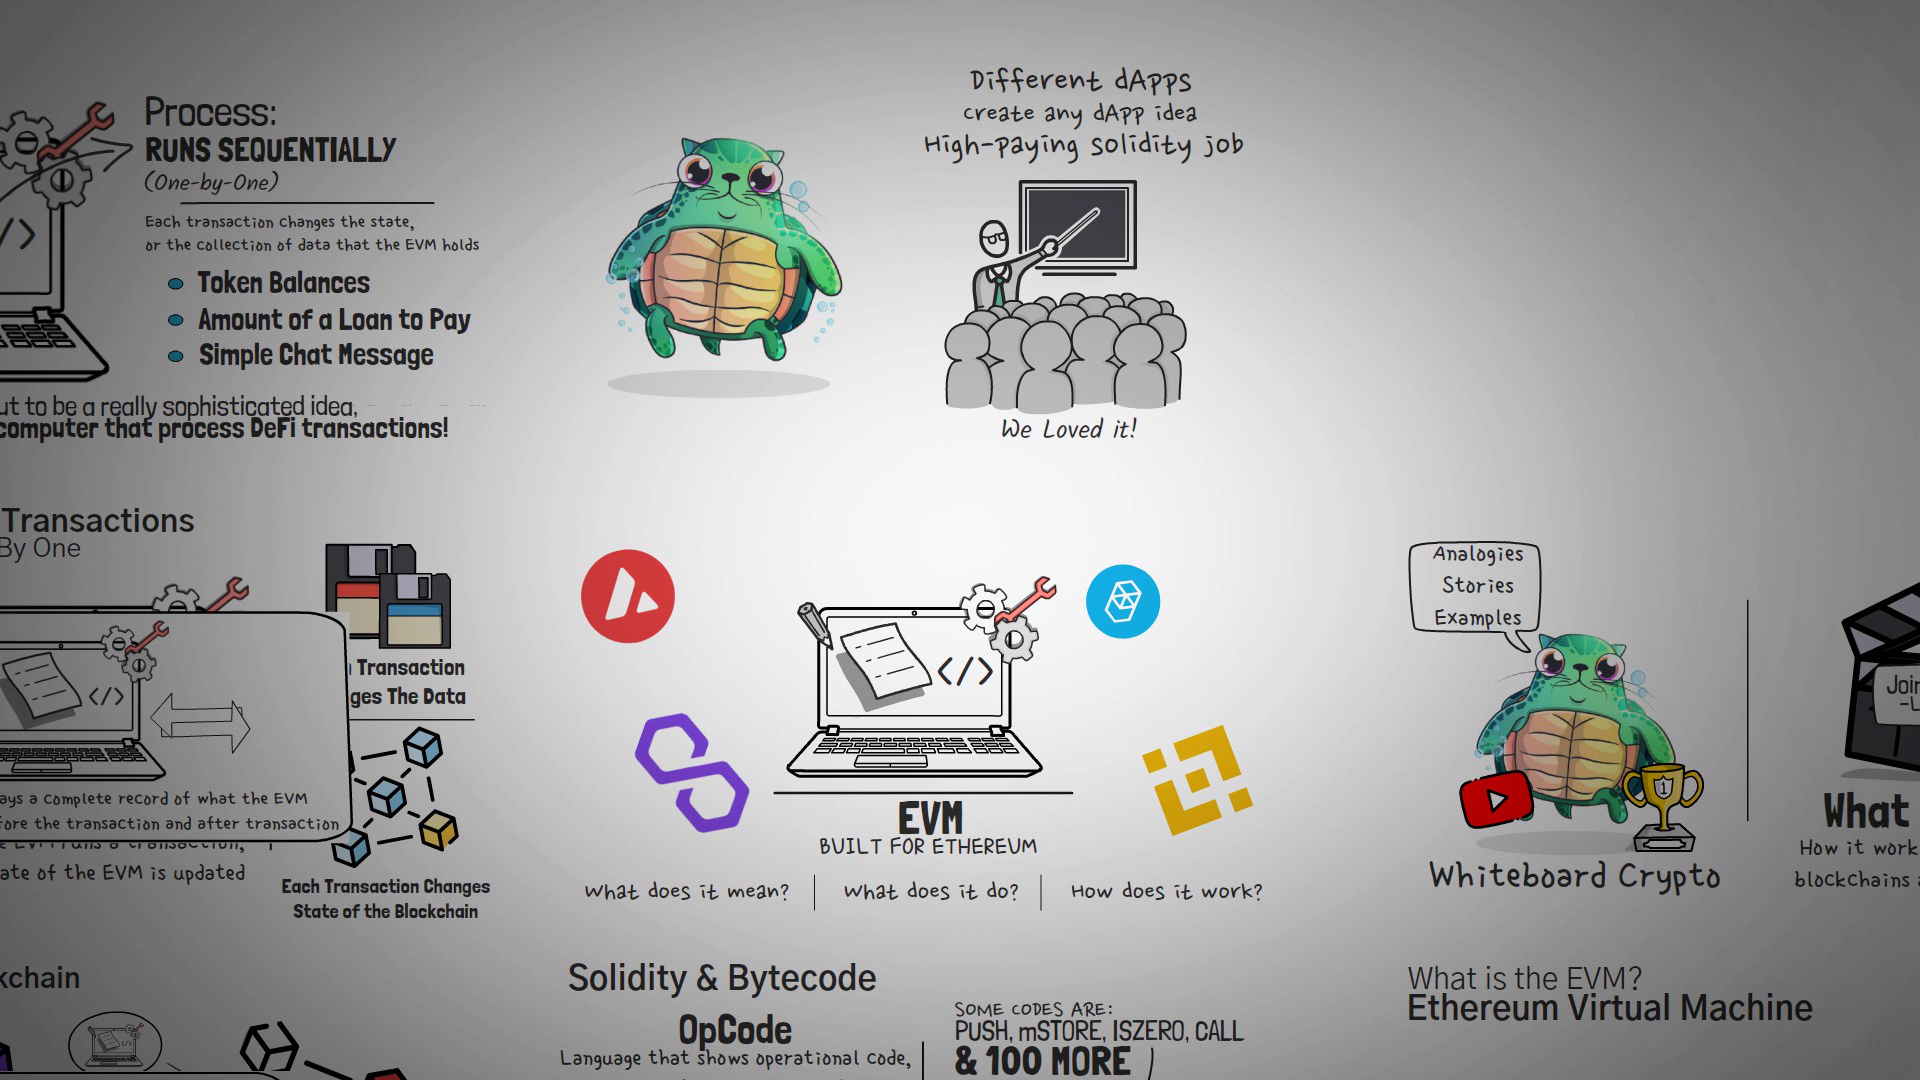 Process:
RUNS SEQUENTIALLY
(One-by-One)
Each transaction changes the state,
or the collection of data that the EVM holds
Token Balances
Amount of a Loan to Pay
Simple Chat Message
to be a really sophisticated idea,
computer that process DeFi transactions!
Different dApps
create any dApp idea
High-paying solidity job
We Loved it!
Transactions
By One
</>
Transaction
The Data
a complete record of what the EVM
the transaction and after transaction
of the EVM is updated
Each Transaction Changes
State of the Blockchain
</>
EVM
BUILT FOR ETHEREUM
What does it mean?
What does it do?
How does it work?
Analogies
Stories
Examples
1
Whiteboard Crypto
Join
What
How it work
blockchains
Solidity & Bytecode
OpCode
Language that shows operational code,
SOME CODES ARE:
PUSH, mSTORE, ISZERO, CALL
& 100 MORE
What is the EVM?
Ethereum Virtual Machine